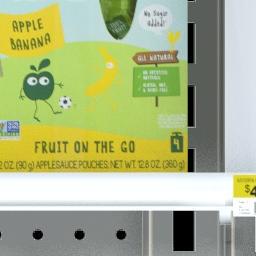 No Sugar
Added!
APPLE
BANANA
ALL NATURAL
FRUIT ON THE GO
4
2 OZ. (90 g) APPLESAUCE POUCHES; NET WT. 12.8 OZ. (360 g)
$4